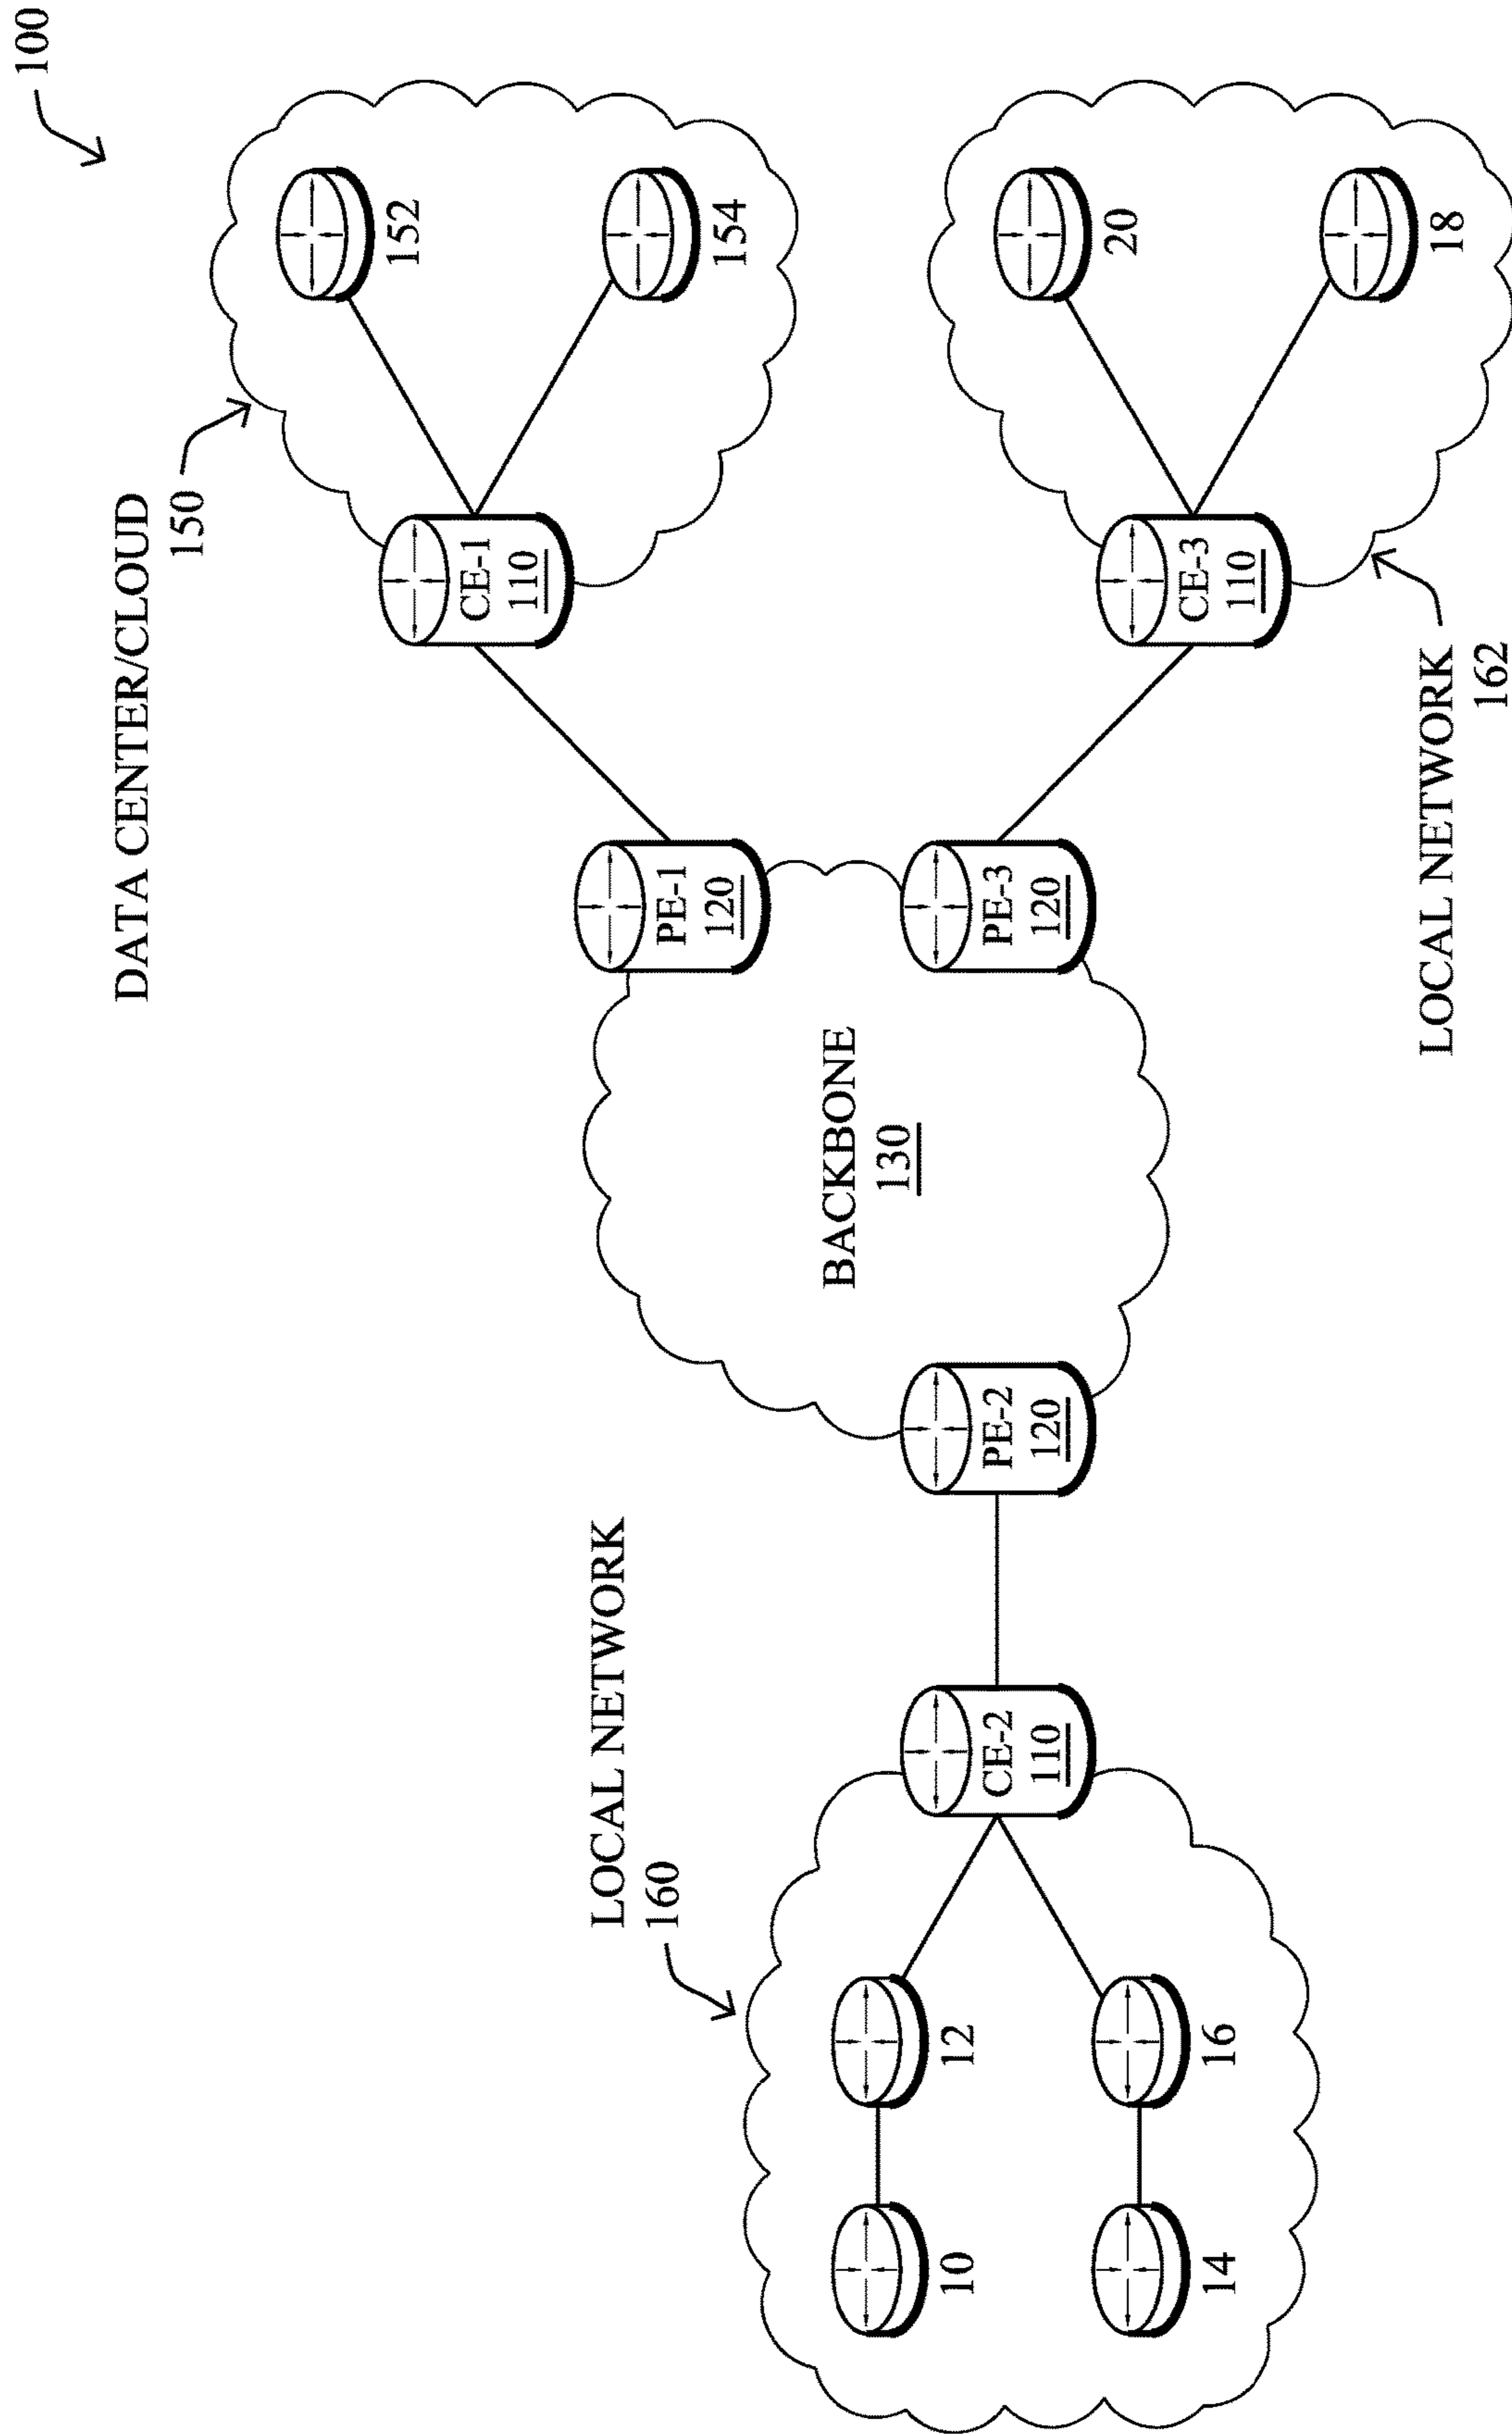 100
DATA CENTER/CLOUD
150
152
CE-1
110
LOCAL NETWORK
160
PE-1
120
154
BACKBONE
130
10
12
CE-2
110
PE-2
120
PE-3
120
20
CE-3
110
14
16
LOCAL NETWORK
162
18